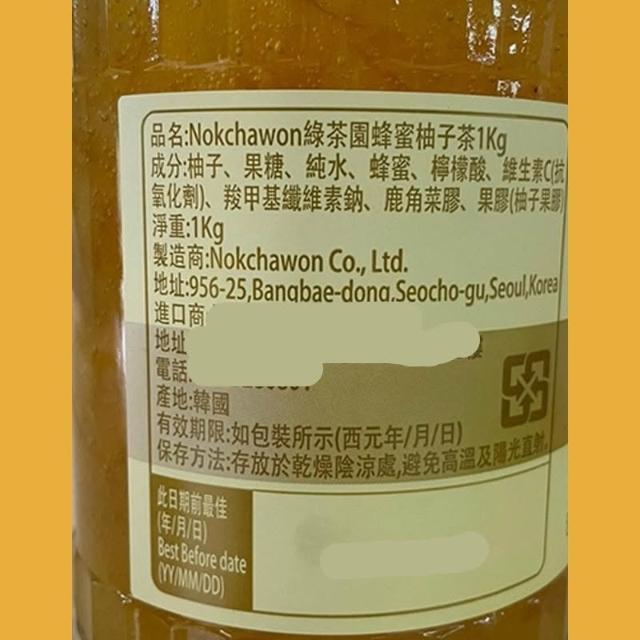 品名:Nokchawon綠茶園蜂蜜柚子茶1Kg
成分:柚子、果糖、純水、蜂蜜、檸檬酸、維生素C(抗
氧化劑)、羧甲基纖維素鈉、鹿角菜膠、果膠(柚子果膠)
淨重:1Kg
製造商:Nokchawon Co., Ltd.
地址:956-25,Bangbae-dong,Seocho-gu,Seoul,Korea
進口商
地址
電話:
產地:韓國
有效期限:如包裝所示(西元年/月/日)
保存方法:存放於乾燥陰涼處,避免高溫及陽光直射。
此日期前最佳
(年/月/日)
Best Before date
(YY/MM/DD)